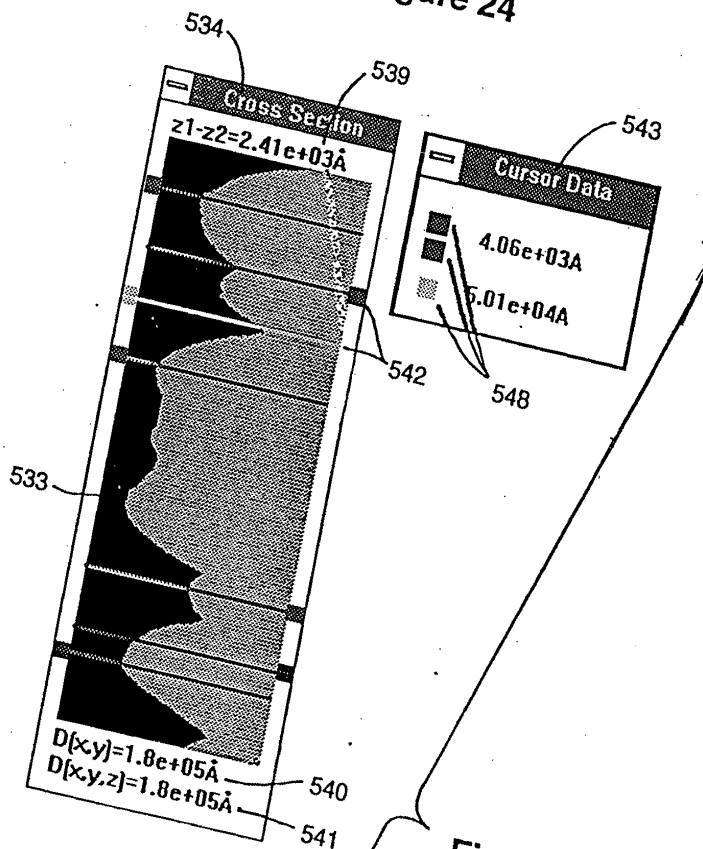 24
534
539
Cross Section
z1-z2=2.41e+03Å
543
Cursor Data
4.06e+03A
5.01e+04A
542
548
533
D(x,y)=1.8e+05Å
D(x,y,z)=1.8e+05Å
540
541